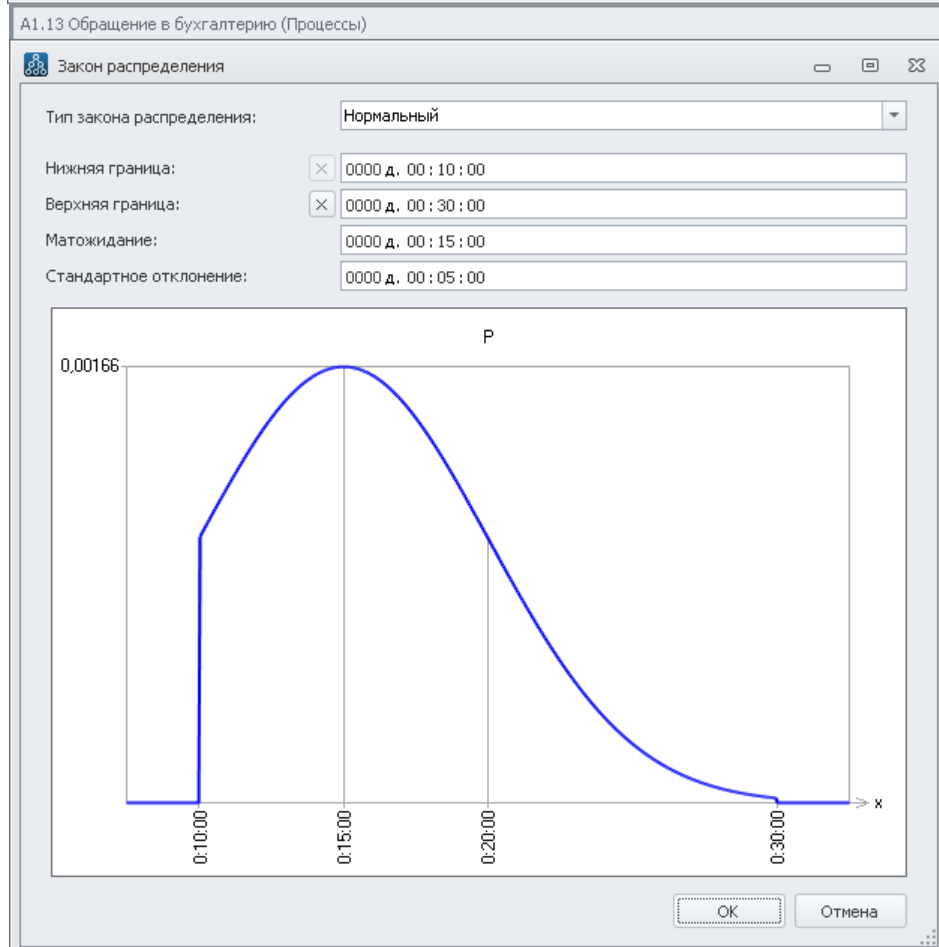 А1.13 Обращение в бухгалтерию (Процессы)
Закон распределения
Тип закона распределения: Нормальный
Нижняя граница: 0000 д. 00 : 10 : 00
Верхняя граница: 0000 д. 00 : 30 : 00
Матожидание: 0000 д. 00 : 15 : 00
Стандартное отклонение: 0000 д. 00 : 05 : 00
P
0,00166
x
0:10:00
0:15:00
0:20:00
0:30:00
ОК Отмена